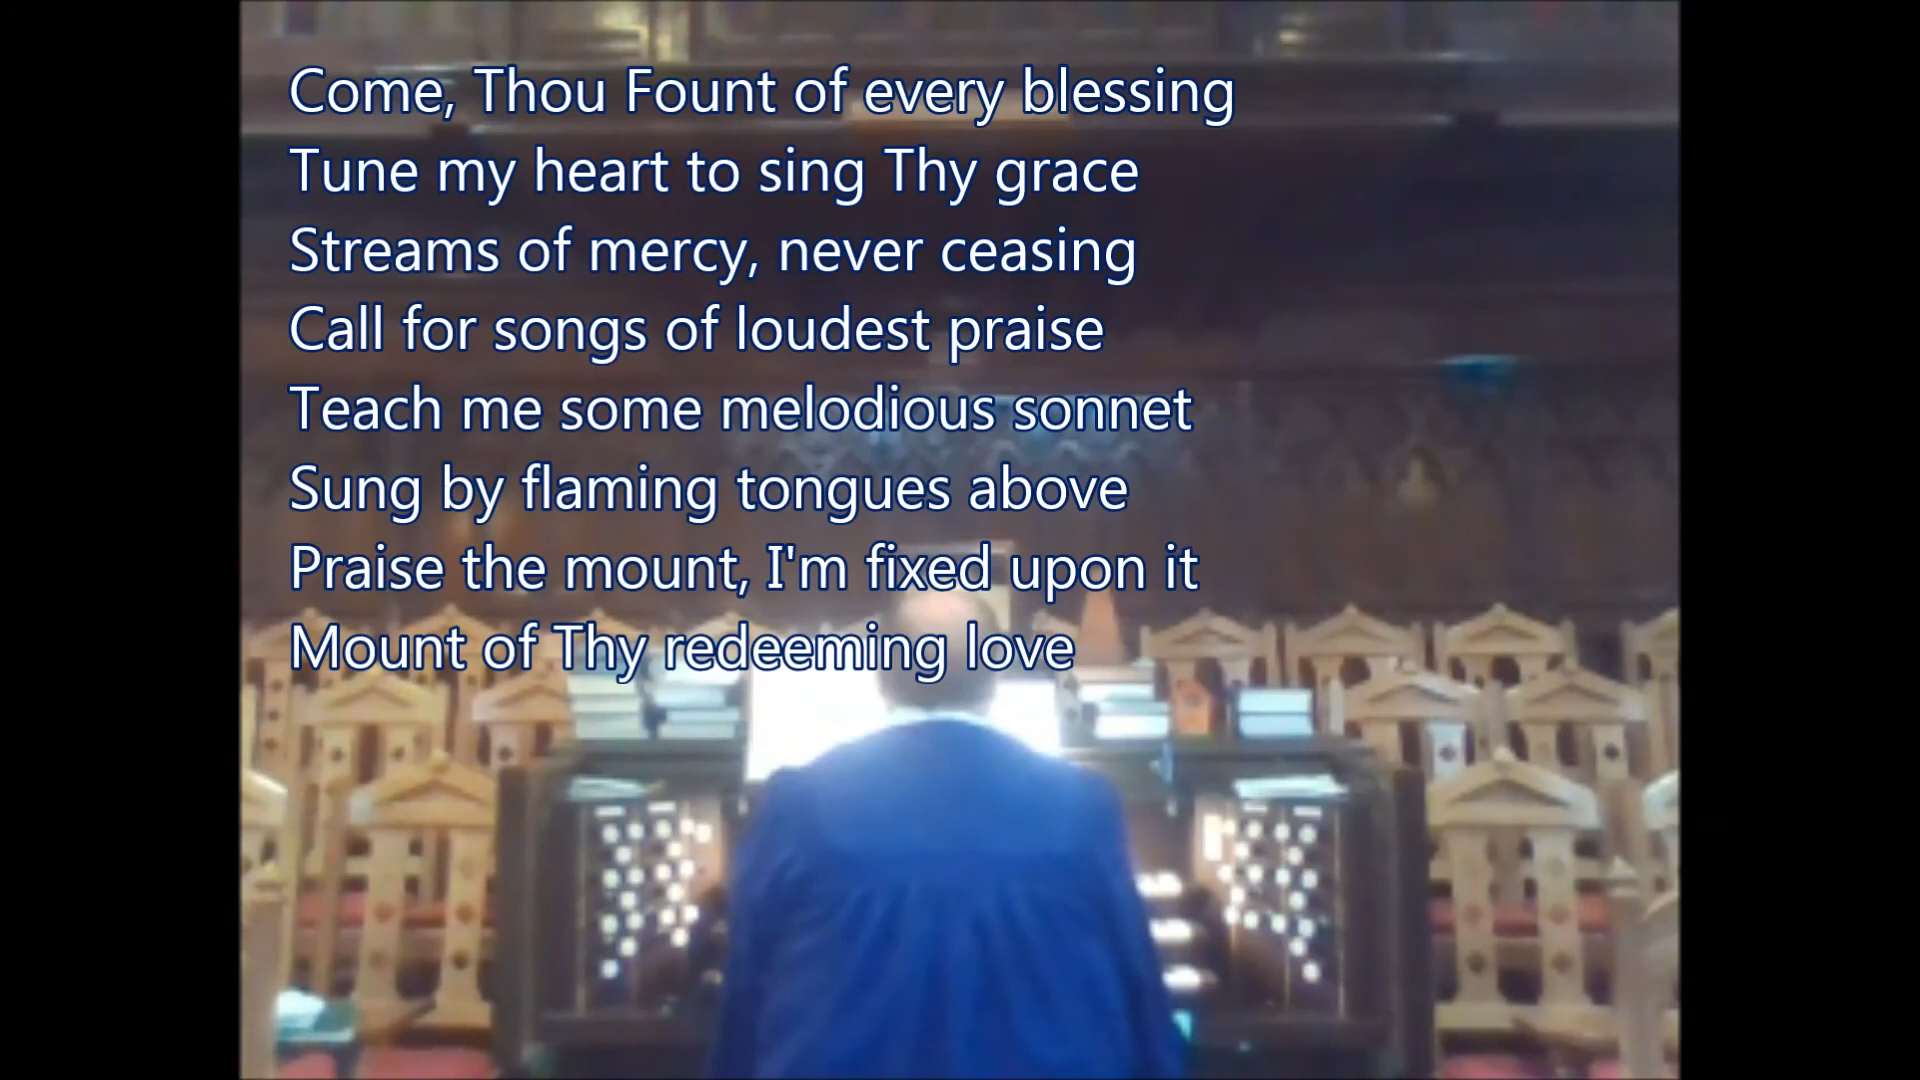 Come, Thou Fount of every blessing
Tune my heart to sing Thy grace
Streams of mercy, never ceasing
Call for songs of loudest praise
Teach me some melodious sonnet
Sung by flaming tongues above
Praise the mount, I'm fixed upon it
Mount of Thy redeeming love